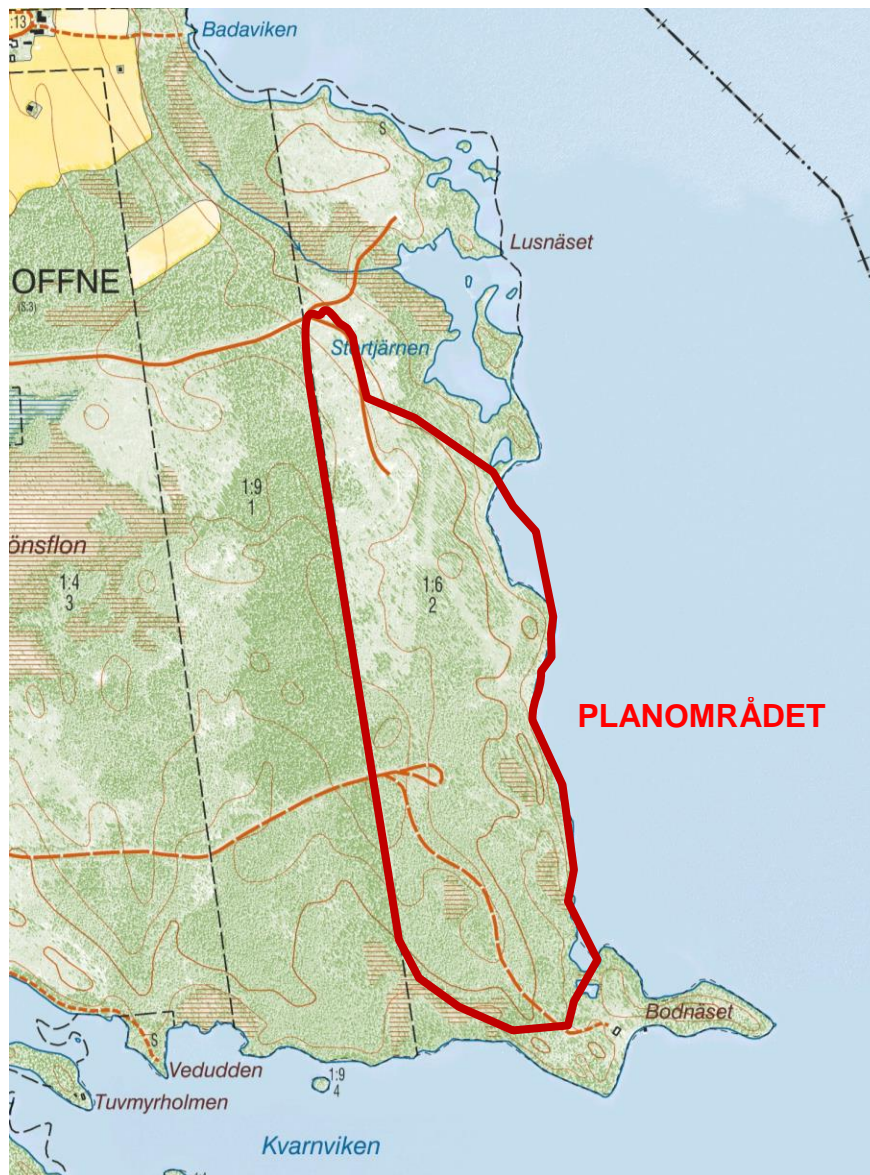 :13
Badaviken
S
Lusnäset
OFFNE
(S.3)
Stortjärnen
1:9
1
önsflon
1:4
3
1:6
2
PLANOMRÅDET
Bodnäset
S
Vedudden
1:9
4
Tuvmyrholmen
Kvarnviken